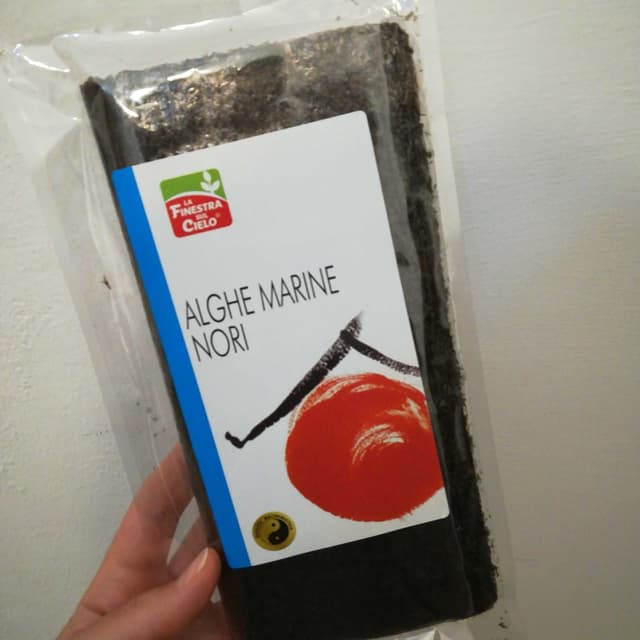 LA
FINESTRA
SUL
CIELO®
ALGHE MARINE
NORI